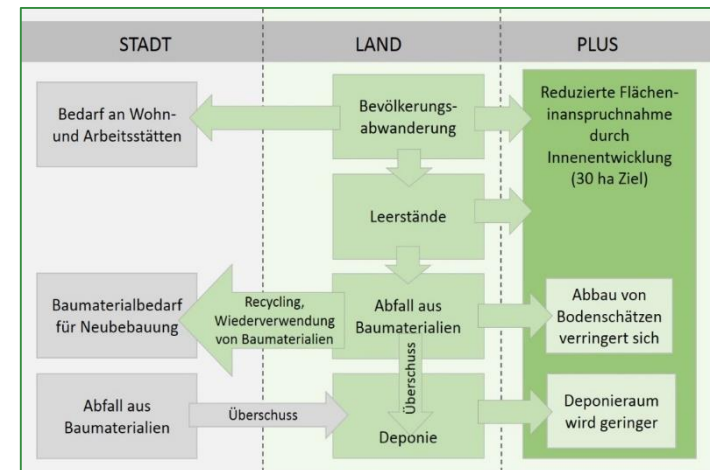 STADT
LAND
PLUS
Bedarf an Wohn-
und Arbeitsstätten
Bevölkerungs-
abwanderung
Reduzierte Flächen-
inanspruchnahme
durch
Innenentwicklung
(30 ha Ziel)
Leerstände
Baumaterialbedarf
für Neubebauung
Recycling,
Wiederverwendung
von Baumaterialien
Abfall aus
Baumaterialien
Abbau von
Bodenschätzen
verringert sich
Überschuss
Abfall aus
Baumaterialien
Überschuss
Deponie
Deponieraum
wird geringer